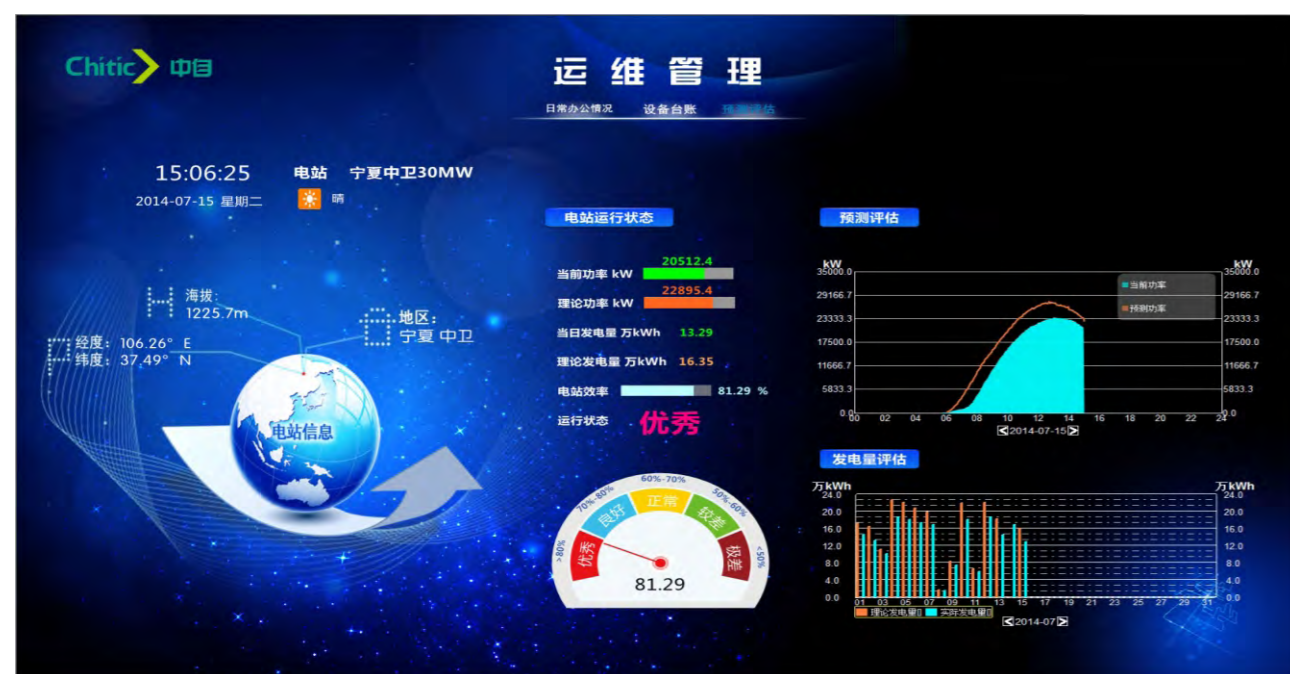 Chitic 中自
运维管理
日常办公情况 设备台账 预测评估
15:06:25 电站 宁夏中卫30MW
2014-07-15 星期二 晴
海拔:
1225.7m
地区:
宁夏 中卫
经度: 106.26° E
纬度: 37.49° N
电站信息
电站运行状态
20512.4
当前功率 kW
22895.4
理论功率 kW
当日发电量 万kWh 13.29
理论发电量 万kWh 16.35
电站效率 81.29 %
运行状态 优秀
>80% 70%-80% 60%-70% 50%-60% <50%
优秀 良好 正常 较差 极差
81.29
预测评估
kW kW
35000.0 35000.0
当前功率
29166.7 29166.7
预测功率
23333.3 23333.3
17500.0 17500.0
11666.7 11666.7
5833.3 5833.3
0.0 0.0
00 02 04 06 08 10 12 14 16 18 20 22 24
2014-07-15
发电量评估
万kWh 万kWh
24.0 24.0
20.0 20.0
16.0 16.0
12.0 12.0
8.0 8.0
4.0 4.0
0.0 0.0
01 03 05 07 09 11 13 15 17 19 21 23 25 27 29 31
理论发电量 实际发电量
2014-07